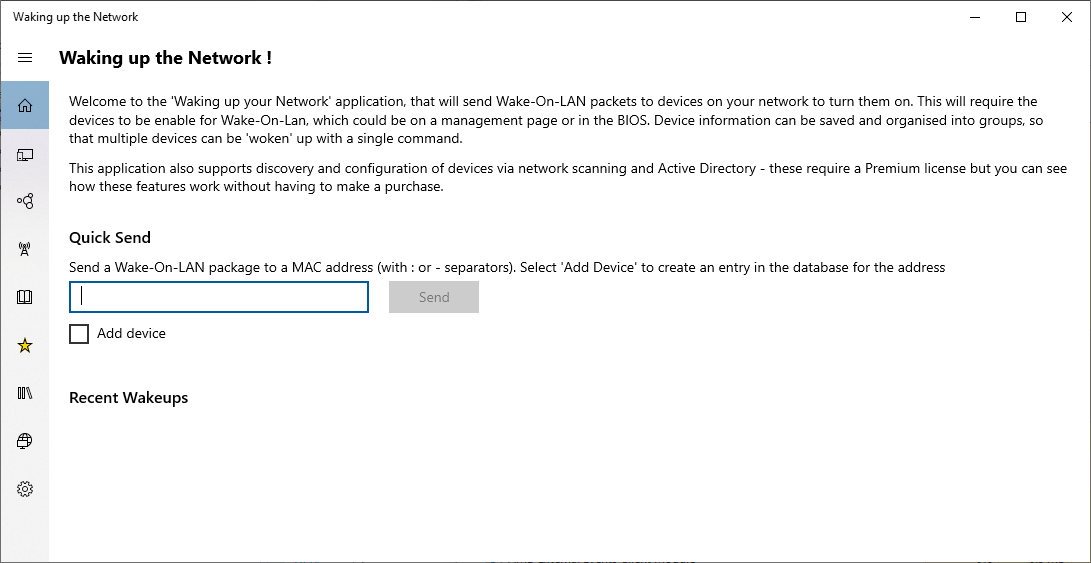 Waking up the Network
Waking up the Network !
Welcome to the 'Waking up your Network' application, that will send Wake-On-LAN packets to devices on your network to turn them on. This will require the
devices to be enable for Wake-On-Lan, which could be on a management page or in the BIOS. Device information can be saved and organised into groups, so
that multiple devices can be 'woken' up with a single command.
This application also supports discovery and configuration of devices via network scanning and Active Directory - these require a Premium license but you can see
how these features work without having to make a purchase.
Quick Send
Send a Wake-On-LAN package to a MAC address (with : or - separators). Select 'Add Device' to create an entry in the database for the address
Send
Add device
Recent Wakeups